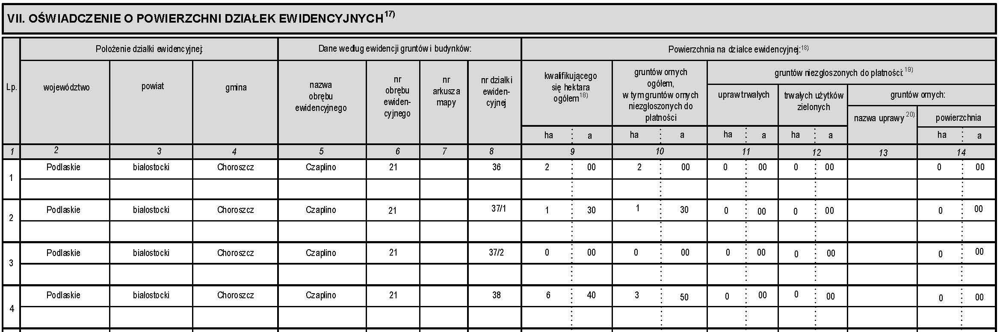 VII. OŚWIADCZENIE O POWIERZCHNI DZIAŁEK EWIDENCYJNYCH17)
Lp.
Położenie działki ewidencyjnej:
Dane według ewidencji gruntów i budynków:
Powierzchnia na działce ewidencyjnej:18)
województwo
powiat
gmina
nazwa
obrębu
ewidencyjnego
nr
obrębu
ewiden-
cyjnego
nr
arkusza
mapy
nr działki
ewiden-
cyjnej
kwalifikującego
się hektara
ogółem18)
gruntów ornych
ogółem,
w tym gruntów ornych
niezgłoszonych do
płatności
gruntów niezgłoszonych do płatności:19)
upraw trwałych
trwałych użytków
zielonych
gruntów ornych:
nazwa uprawy 20)
powierzchnia
ha a ha a ha a ha a ha a
1 2 3 4 5 6 7 8 9 10 11 12 13 14
1 Podlaskie białostocki Choroszcz Czaplino 21 36 2 00 2 00 0 00 0 00 0 00
2 Podlaskie białostocki Choroszcz Czaplino 21 37/1 1 30 1 30 0 00 0 00 0 00
3 Podlaskie białostocki Choroszcz Czaplino 21 37/2 0 00 0 00 0 00 0 00 0 00
4 Podlaskie białostocki Choroszcz Czaplino 21 38 6 40 3 50 0 00 0 00 0 00